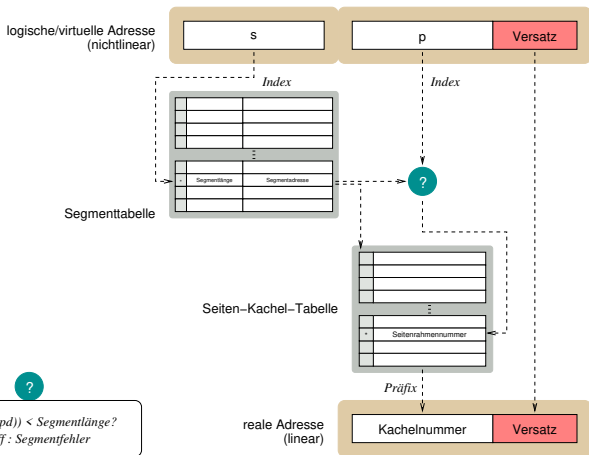 logische/virtuelle Adresse
(nichtlinear)
s
p
Versatz
Index
Index
* Segmentlänge Segmentadresse
?
Segmenttabelle
Seiten−Kachel−Tabelle
* Seitenrahmennummer
?
Präfix
pd)) < Segmentlänge?
ff : Segmentfehler
reale Adresse
(linear)
Kachelnummer
Versatz